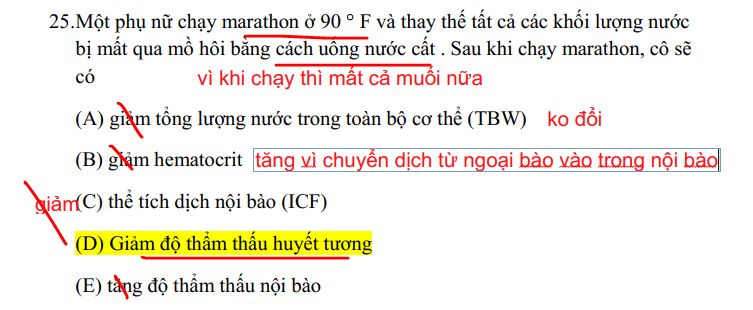 25.Một phụ nữ chạy marathon ở 90 ° F và thay thế tất cả các khối lượng nước
bị mất qua mồ hôi bằng cách uông nước cất . Sau khi chạy marathon, cô sẽ
có vì khi chạy thì mất cả muối nữa
(A) giảm tổng lượng nước trong toàn bộ cơ thể (TBW) ko đổi
(B) giảm hematocrit tăng vì chuyển dịch từ ngoại bào vào trong nội bào
giảm(C) thể tích dịch nội bào (ICF)
(D) Giảm độ thẩm thấu huyết tương
(E) tăng độ thẩm thấu nội bào